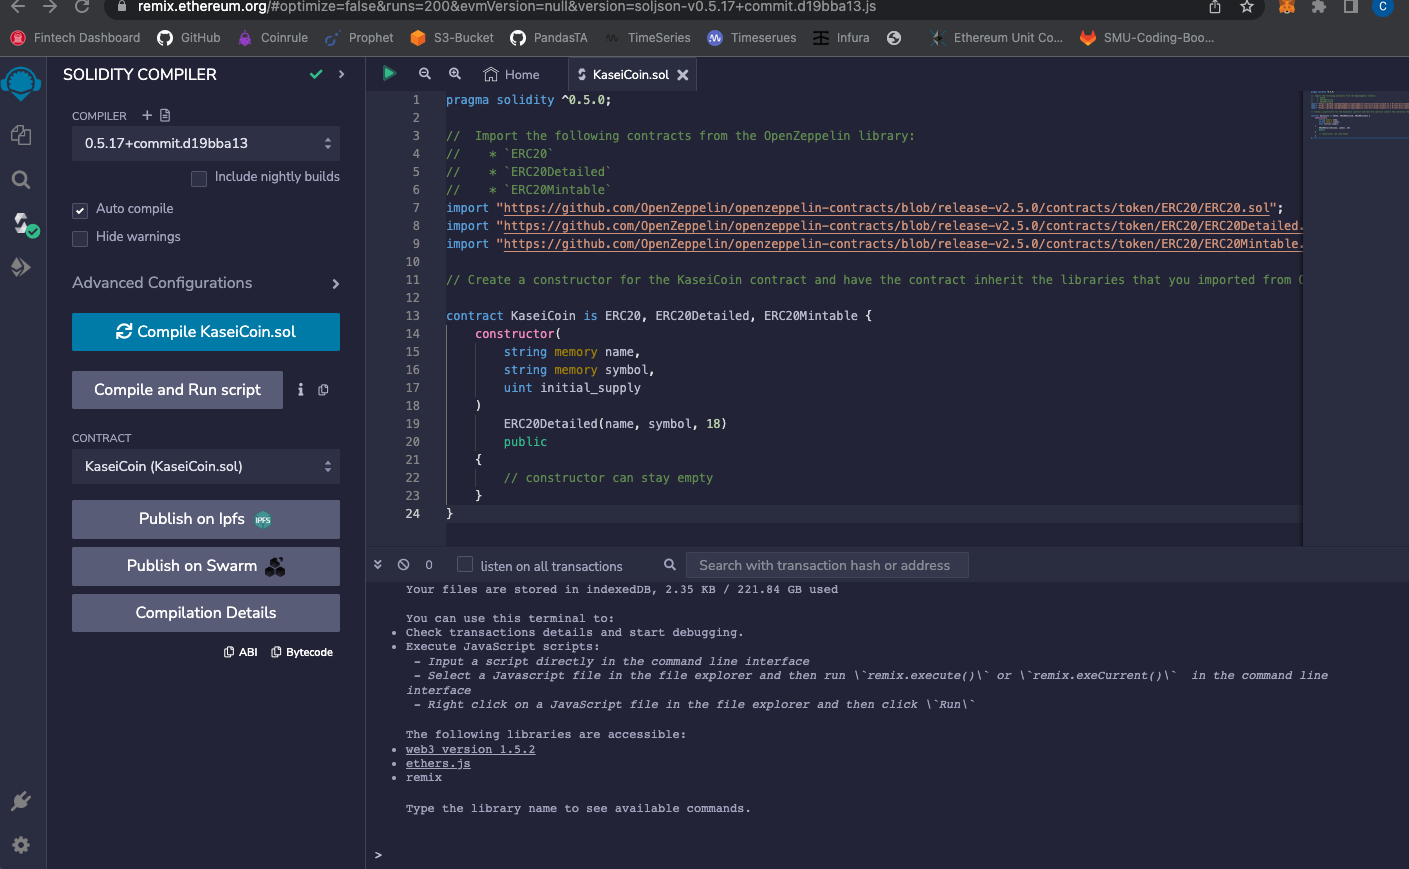 remix.ethereum.org/#optimize=false&runs=200&evmVersion=null&version=soljson-v0.5.17+commit.d19bba13.js
C
Fintech Dashboard
GitHub
Coinrule
Prophet
S3-Bucket
PandasTA
TimeSeries
Timeserues
Infura
Ethereum Unit Co...
SMU-Coding-Boo...
SOLIDITY COMPILER
COMPILER
0.5.17+commit.d19bba13
Include nightly builds
Auto compile
Hide warnings
Advanced Configurations
Compile KaseiCoin.sol
Compile and Run script
CONTRACT
KaseiCoin (KaseiCoin.sol)
Publish on Ipfs IPFS
Publish on Swarm
Compilation Details
ABI Bytecode
Home
KaseiCoin.sol
1 pragma solidity ^0.5.0;
2
3 //  Import the following contracts from the OpenZeppelin library:
4 //    * `ERC20`
5 //    * `ERC20Detailed`
6 //    * `ERC20Mintable`
7 import "https://github.com/OpenZeppelin/openzeppelin-contracts/blob/release-v2.5.0/contracts/token/ERC20/ERC20.sol";
8 import "https://github.com/OpenZeppelin/openzeppelin-contracts/blob/release-v2.5.0/contracts/token/ERC20/ERC20Detailed.
9 import "https://github.com/OpenZeppelin/openzeppelin-contracts/blob/release-v2.5.0/contracts/token/ERC20/ERC20Mintable.
10
11 // Create a constructor for the KaseiCoin contract and have the contract inherit the libraries that you imported from
12
13 contract KaseiCoin is ERC20, ERC20Detailed, ERC20Mintable {
14     constructor(
15         string memory name,
16         string memory symbol,
17         uint initial_supply
18     )
19         ERC20Detailed(name, symbol, 18)
20         public
21     {
22         // constructor can stay empty
23     }
24 }
0
listen on all transactions
Search with transaction hash or address
Your files are stored in indexedDB, 2.35 KB / 221.84 GB used
You can use this terminal to:
• Check transactions details and start debugging.
• Execute JavaScript scripts:
- Input a script directly in the command line interface
- Select a Javascript file in the file explorer and then run \`remix.execute()\` or \`remix.exeCurrent()\`  in the command line
interface
- Right click on a JavaScript file in the file explorer and then click \`Run\`
The following libraries are accessible:
• web3 version 1.5.2
• ethers.js
• remix
Type the library name to see available commands.
>